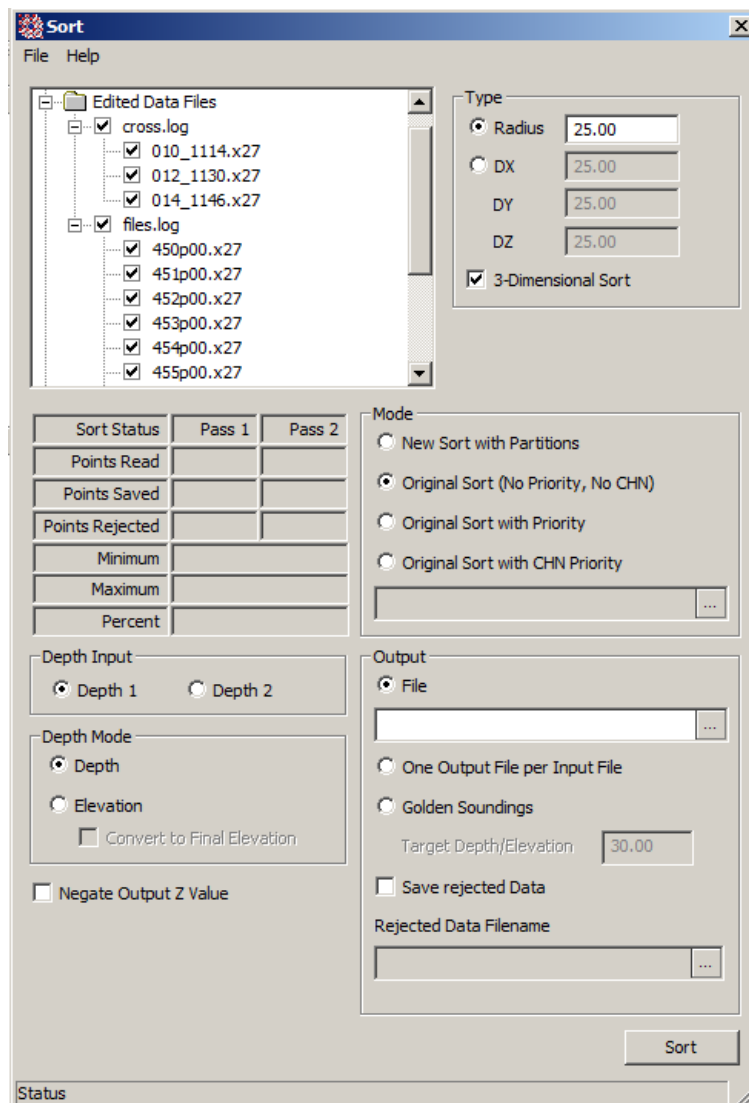 Sort
File Help
Edited Data Files
cross.log
010_1114.x27
012_1130.x27
014_1146.x27
files.log
450p00.x27
451p00.x27
452p00.x27
453p00.x27
454p00.x27
455p00.x27
Type
Radius 25.00
DX 25.00
DY 25.00
DZ 25.00
3-Dimensional Sort
Sort Status Pass 1 Pass 2
Points Read
Points Saved
Points Rejected
Minimum
Maximum
Percent
Mode
New Sort with Partitions
Original Sort (No Priority, No CHN)
Original Sort with Priority
Original Sort with CHN Priority
...
Depth Input
Depth 1 Depth 2
Depth Mode
Depth
Elevation
Convert to Final Elevation
Negate Output Z Value
Output
File
...
One Output File per Input File
Golden Soundings
Target Depth/Elevation 30.00
Save rejected Data
Rejected Data Filename
...
Sort
Status